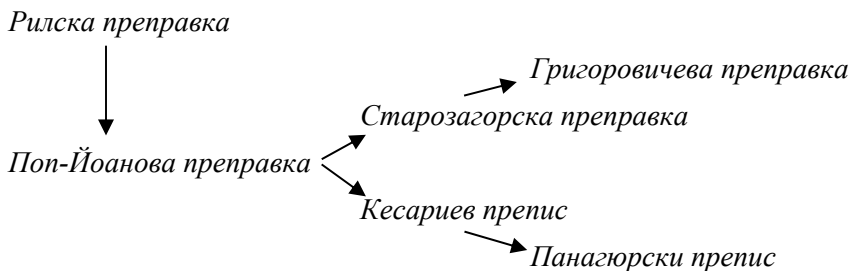 Рилска преправка
Григоровичева преправка
Старозагорска преправка
Поп-Йоанова преправка
Кесариев препис
Панагюрски препис